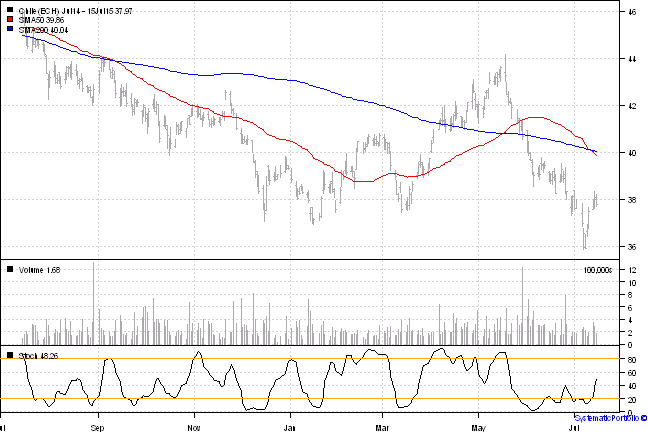 Chile (ECH) Jul14 - 15Jul15 37.97
SMA50 39.86
SMA200 40.04
46
44
42
40
38
36
Volume 1.68
100,000s
12
10
8
6
4
2
0
Stoch 48.26
80
60
40
20
0
Jul Sep Nov Jan Mar May Jul
SystematicPortfolio ©